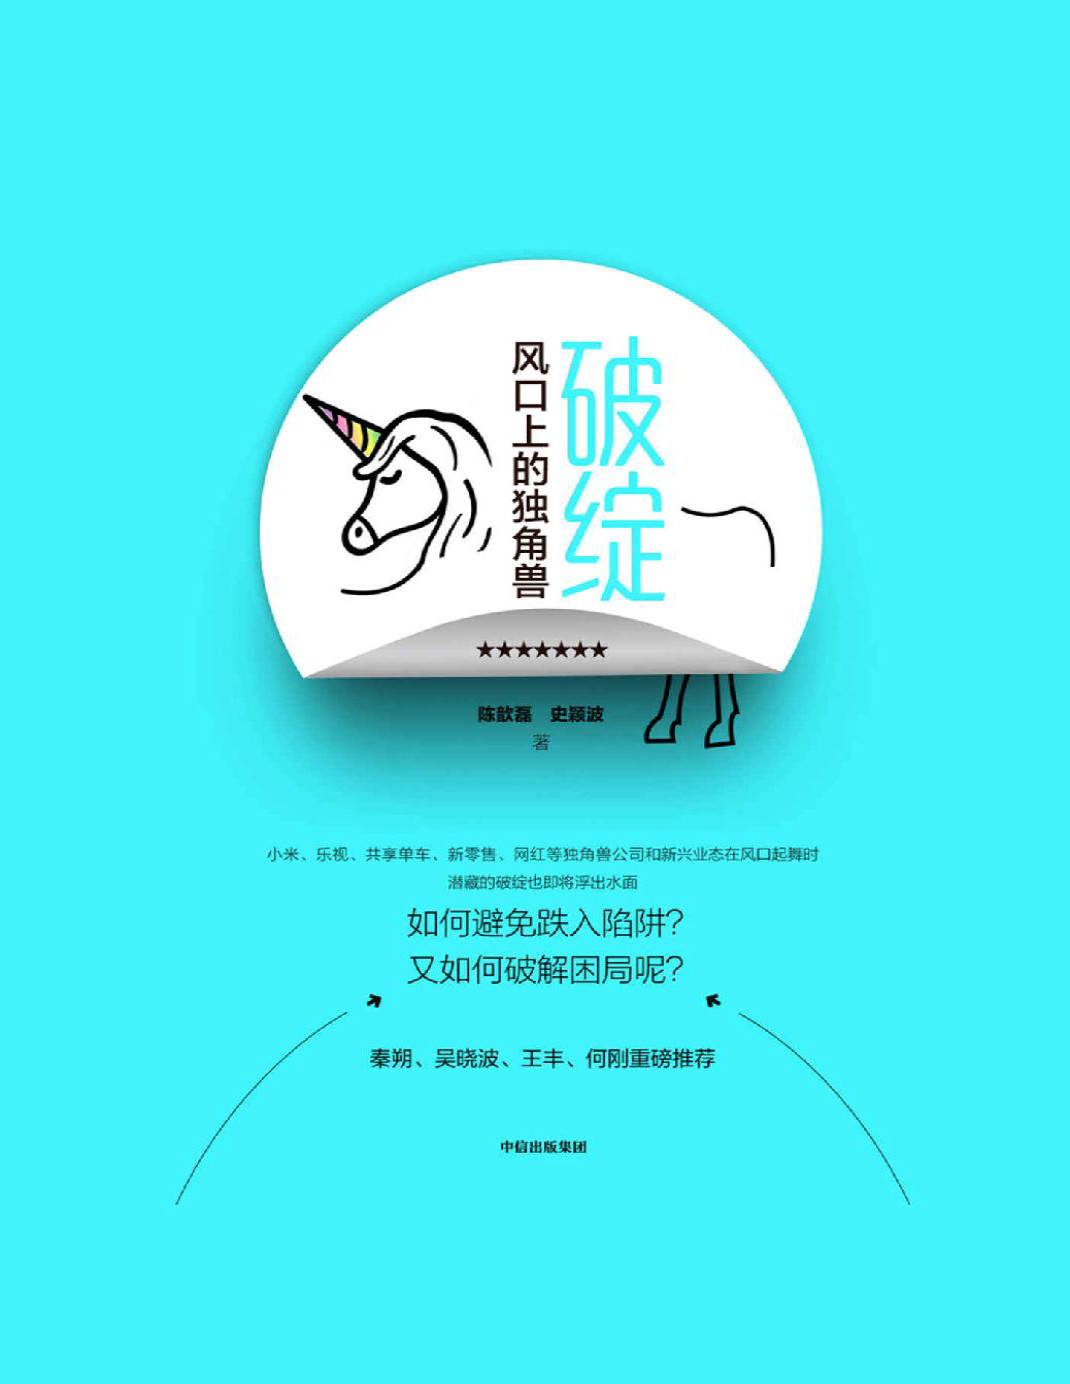 破绽
风口上的独角兽
★★★★★★★
陈歆磊 史颖波
著
小米、乐视、共享单车、新零售、网红等独角兽公司和新兴业态在风口起舞时
潜藏的破绽也即将浮出水面
如何避免跌入陷阱?
又如何破解困局呢?
秦朔、吴晓波、王丰、何刚重磅推荐
中信出版集团